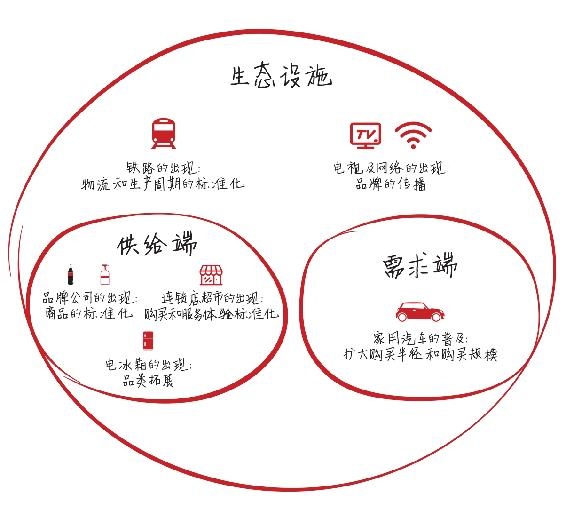 生态设施
TV
铁路的出现：
物流和生产周期的标准化
电视及网络的出现
品牌的传播
供给端
品牌公司的出现：
商品的标准化
连锁店超市的出现：
购买和服务体验标准化
电冰箱的出现：
品类拓展
需求端
家用汽车的普及：
扩大购买半径和购买规模